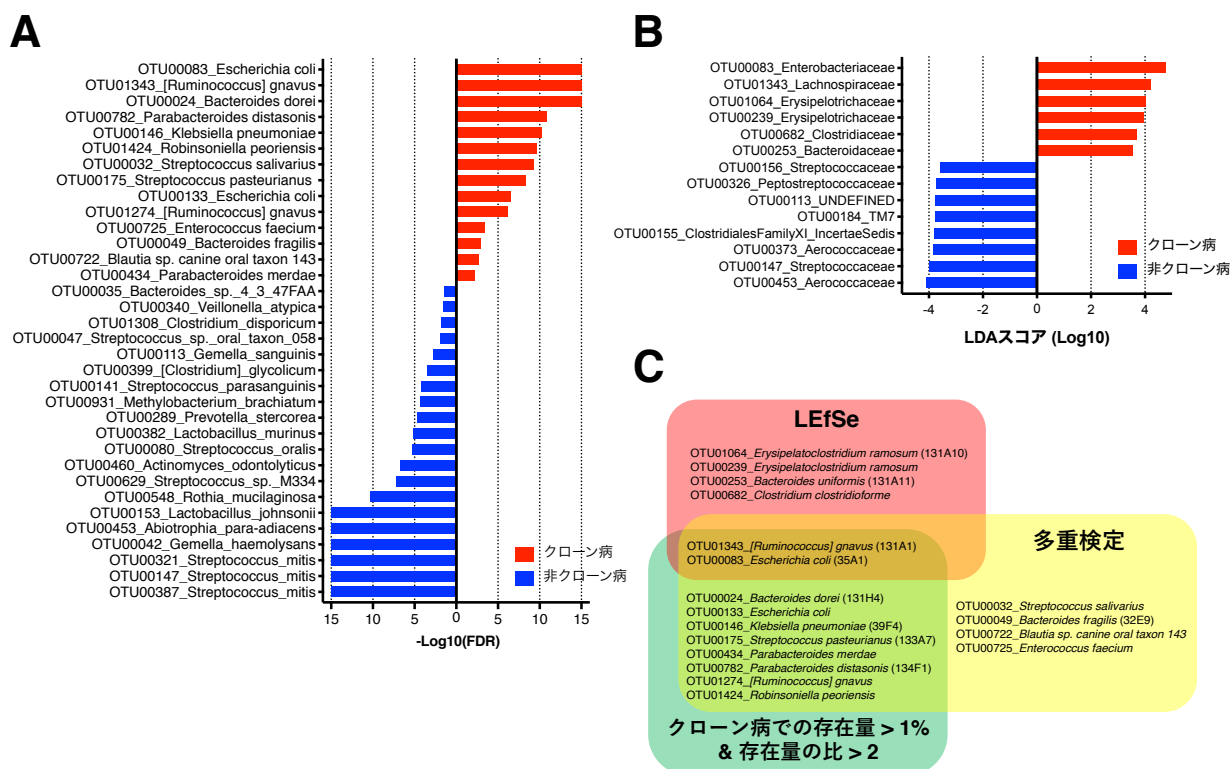 A
OTU00083_Escherichia coli
OTU01343_[Ruminococcus] gnavus
OTU00024_Bacteroides dorei
OTU00782_Parabacteroides distasonis
OTU00146_Klebsiella pneumoniae
OTU01424_Robinsoniella peoriensis
OTU00032_Streptococcus salivarius
OTU00175_Streptococcus pasteurianus
OTU00133_Escherichia coli
OTU01274_[Ruminococcus] gnavus
OTU00725_Enterococcus faecium
OTU00049_Bacteroides fragilis
OTU00722_Blautia sp. canine oral taxon 143
OTU00434_Parabacteroides merdae
OTU00035_Bacteroides_sp._4_3_47FAA
OTU00340_Veillonella_atypica
OTU01308_Clostridium_disporicum
OTU00047_Streptococcus_sp._oral_taxon_058
OTU00113_Gemella_sanguinis
OTU00399_[Clostridium]_glycolicum
OTU00141_Streptococcus_parasanguinis
OTU00931_Methylobacterium_brachiatum
OTU00289_Prevotella_stercorea
OTU00382_Lactobacillus_murinus
OTU00080_Streptococcus_oralis
OTU00460_Actinomyces_odontolyticus
OTU00629_Streptococcus_sp._M334
OTU00548_Rothia_mucilaginosa
OTU00153_Lactobacillus_johnsonii
OTU00453_Abiotrophia_para-adiacens
OTU00042_Gemella_haemolysans
OTU00321_Streptococcus_mitis
OTU00147_Streptococcus_mitis
OTU00387_Streptococcus_mitis
クローン病
非クローン病
15 10 5 0 5 10 15
-Log10(FDR)
B
OTU00083_Enterobacteriaceae
OTU01343_Lachnospiraceae
OTU01064_Erysipelotrichaceae
OTU00239_Erysipelotrichaceae
OTU00682_Clostridiaceae
OTU00253_Bacteroidaceae
OTU00156_Streptococcaceae
OTU00326_Peptostreptococcaceae
OTU00113_UNDEFINED
OTU00184_TM7
OTU00155_ClostridialesFamilyXI_IncertaeSedis
OTU00373_Aerococcaceae
OTU00147_Streptococcaceae
OTU00453_Aerococcaceae
クローン病
非クローン病
-4 -2 0 2 4
LDAスコア (Log10)
C
LEfSe
OTU01064_Erysipelatoclostridium ramosum (131A10)
OTU00239_Erysipelatoclostridium ramosum
OTU00253_Bacteroides uniformis (131A11)
OTU00682_Clostridium clostridioforme
多重検定
OTU01343_[Ruminococcus] gnavus (131A1)
OTU00083_Escherichia coli (35A1)
OTU00024_Bacteroides dorei (131H4)
OTU00133_Escherichia coli
OTU00146_Klebsiella pneumoniae (39F4)
OTU00175_Streptococcus pasteurianus (133A7)
OTU00434_Parabacteroides merdae
OTU00782_Parabacteroides distasonis (134F1)
OTU01274_[Ruminococcus] gnavus
OTU01424_Robinsoniella peoriensis
OTU00032_Streptococcus salivarius
OTU00049_Bacteroides fragilis (32E9)
OTU00722_Blautia sp. canine oral taxon 143
OTU00725_Enterococcus faecium
クローン病での存在量 > 1%
& 存在量の比 > 2